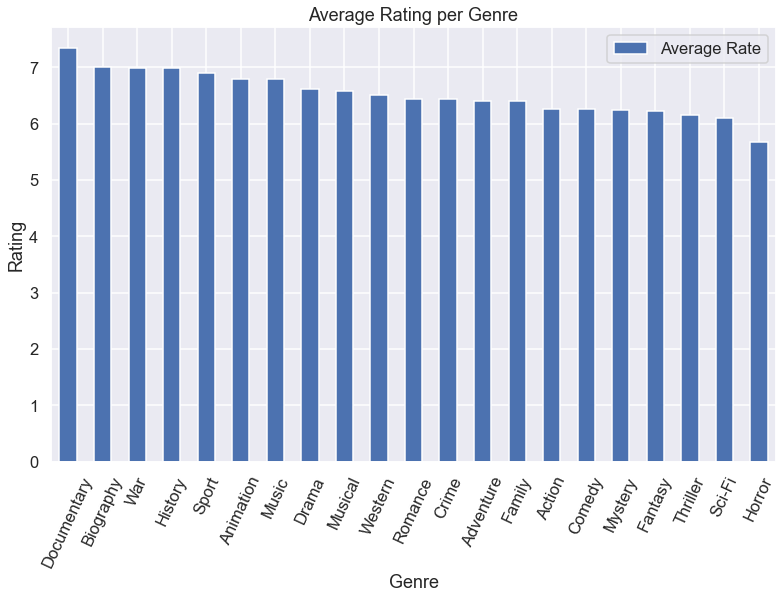 Average Rating per Genre
Average Rate
Rating
7
6
5
4
3
2
1
0
Documentary
Biography
War
History
Sport
Animation
Music
Drama
Musical
Western
Romance
Crime
Adventure
Family
Action
Comedy
Mystery
Fantasy
Thriller
Sci-Fi
Horror
Genre